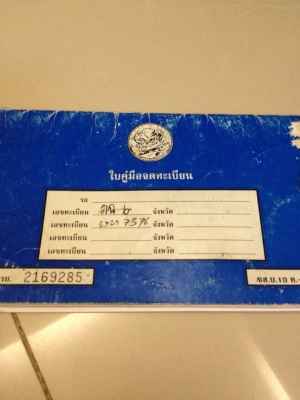 ใบคู่มือจดทะเบียน
รถ
เลขทะเบียน จังหวัด
เลขทะเบียน 7576 จังหวัด
เลขทะเบียน จังหวัด
เลขทะเบียน จังหวัด
รย. 2169285